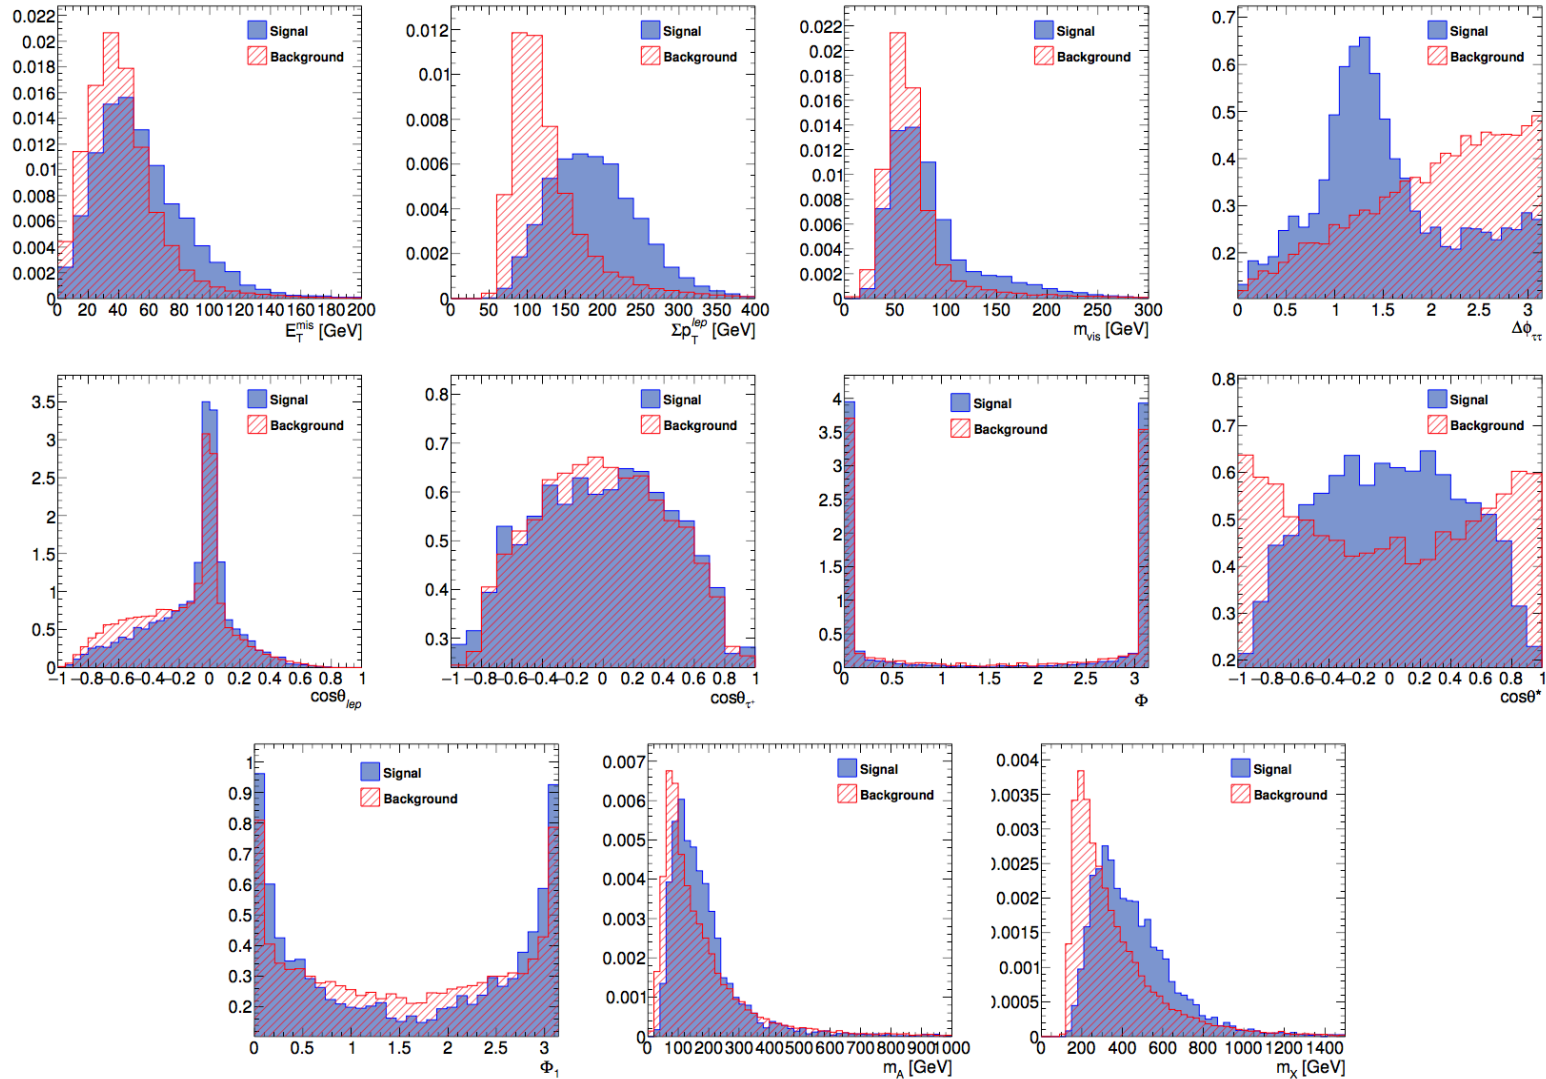 0.022
0.02
0.018
0.016
0.014
0.012
0.01
0.008
0.006
0.004
0.002
0
Signal
Background
0 20 40 60 80 100 120 140 160 180 200
E_T^mis [GeV]
0.012
0.01
0.008
0.006
0.004
0.002
0
Signal
Background
0 50 100 150 200 250 300 350 400
Σp_T^lep [GeV]
0.022
0.02
0.018
0.016
0.014
0.012
0.01
0.008
0.006
0.004
0.002
0
Signal
Background
0 50 100 150 200 250 300
m_vis [GeV]
0.7
0.6
0.5
0.4
0.3
0.2
Signal
Background
0 0.5 1 1.5 2 2.5 3
Δϕ_ττ
3.5
3
2.5
2
1.5
1
0.5
0
Signal
Background
−1 −0.8 −0.6 −0.4 −0.2 0 0.2 0.4 0.6 0.8 1
cosθ_lep
0.8
0.7
0.6
0.5
0.4
0.3
Signal
Background
−1 −0.8 −0.6 −0.4 −0.2 0 0.2 0.4 0.6 0.8 1
cosθ_τ⁺
4
3.5
3
2.5
2
1.5
1
0.5
0
Signal
Background
0 0.5 1 1.5 2 2.5 3
Φ
0.8
0.7
0.6
0.5
0.4
0.3
0.2
Signal
Background
−1 −0.8 −0.6 −0.4 −0.2 0 0.2 0.4 0.6 0.8 1
cosθ*
1
0.9
0.8
0.7
0.6
0.5
0.4
0.3
0.2
Signal
Background
0 0.5 1 1.5 2 2.5 3
Φ_1
0.007
0.006
0.005
0.004
0.003
0.002
0.001
0
Signal
Background
0 100 200 300 400 500 600 700 800 900 1000
m_A [GeV]
0.004
).0035
0.003
).0025
0.002
).0015
0.001
).0005
0
Signal
Background
0 200 400 600 800 1000 1200 1400
m_X [GeV]